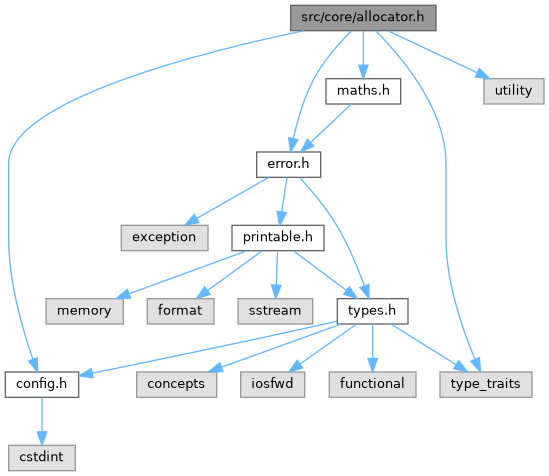 src/core/allocator.h
maths.h
utility
error.h
exception
printable.h
memory
format
sstream
types.h
config.h
concepts
iosfwd
functional
type_traits
cstdint